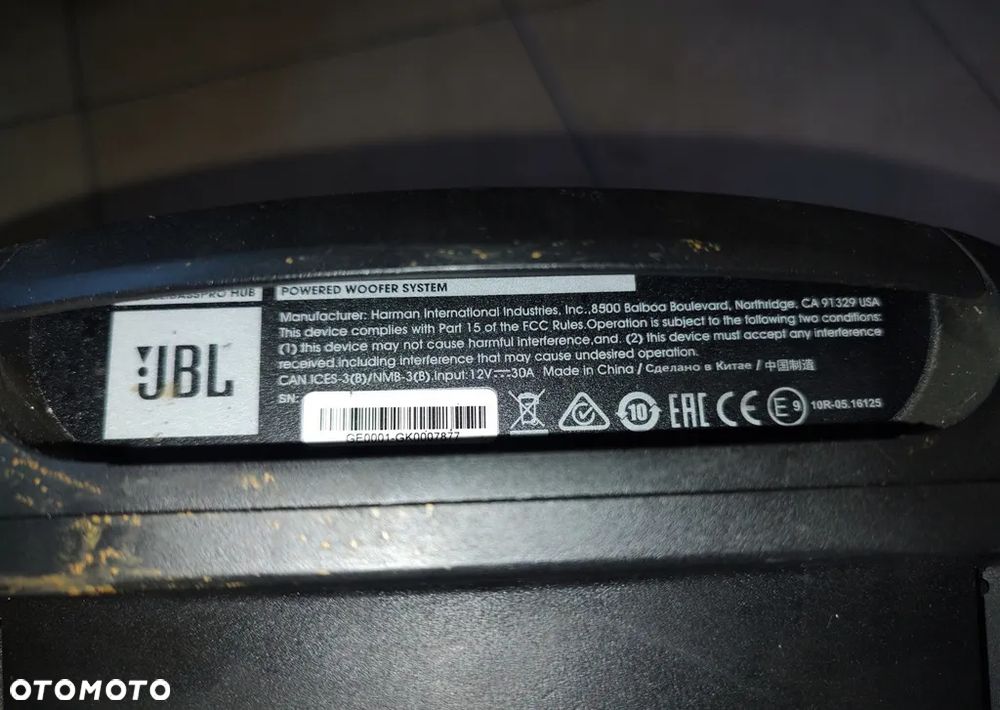 BASSPRO HUB
POWERED WOOFER SYSTEM
JBL
Manufacturer: Harman International Industries, Inc.,8500 Balboa Boulevard, Northridge, CA 91329 USA
This device complies with Part 15 of the FCC Rules.Operation is subject to the following two conditions:
(1) this device may not cause harmful interference,and. (2) this device must accept any interference
received.including interference that may cause undesired operation.
CAN ICES-3(B)/NMB-3(B).Input:12V⎓30A Made in China / Сделано в Китае / 中国制造
SN:
GE0001-GK0007877
10
EAC
CE
E 9
10R-05.16125
OTOMOTO